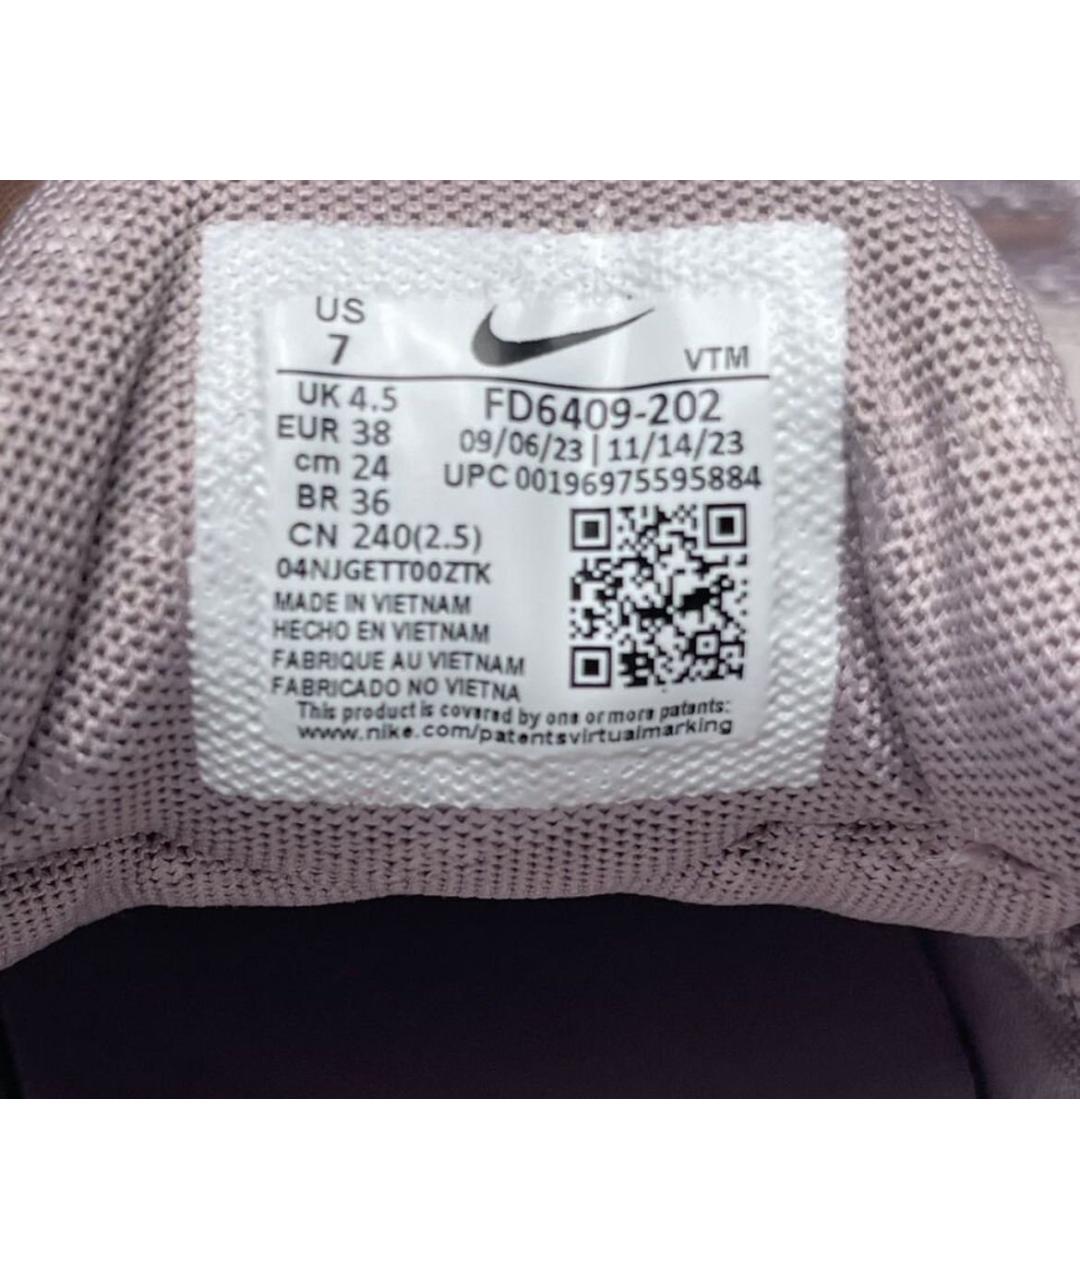 US
7
VTM
UK 4.5
EUR 38
cm 24
BR 36
CN 240(2.5)
FD6409-202
09/06/23 | 11/14/23
UPC 00196975595884
04NJGETT00ZTK
MADE IN VIETNAM
HECHO EN VIETNAM
FABRIQUE AU VIETNAM
FABRICADO NO VIETNA
This product is covered by one or more patents:
www.nike.com/patentsvirtualmarking